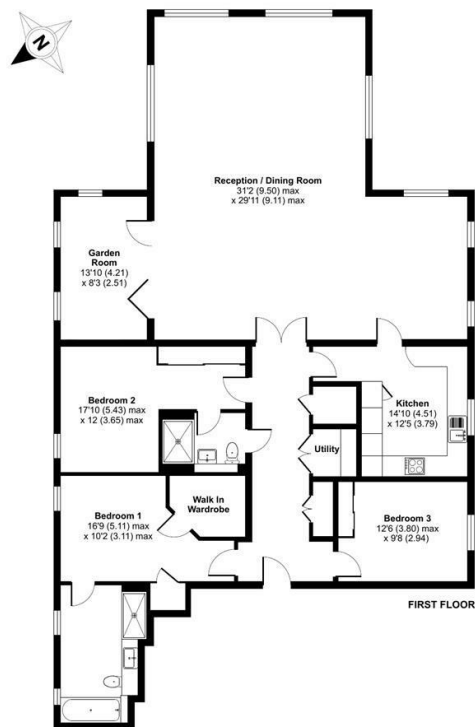 N
Reception / Dining Room
31'2 (9.50) max
x 29'11 (9.11) max
Garden
Room
13'10 (4.21)
x 8'3 (2.51)
Bedroom 2
17'10 (5.43) max
x 12 (3.65) max
Kitchen
14'10 (4.51)
x 12'5 (3.79)
Utility
Bedroom 1
16'9 (5.11) max
x 10'2 (3.11) max
Walk In
Wardrobe
Bedroom 3
12'6 (3.80) max
x 9'8 (2.94)
FIRST FLOOR